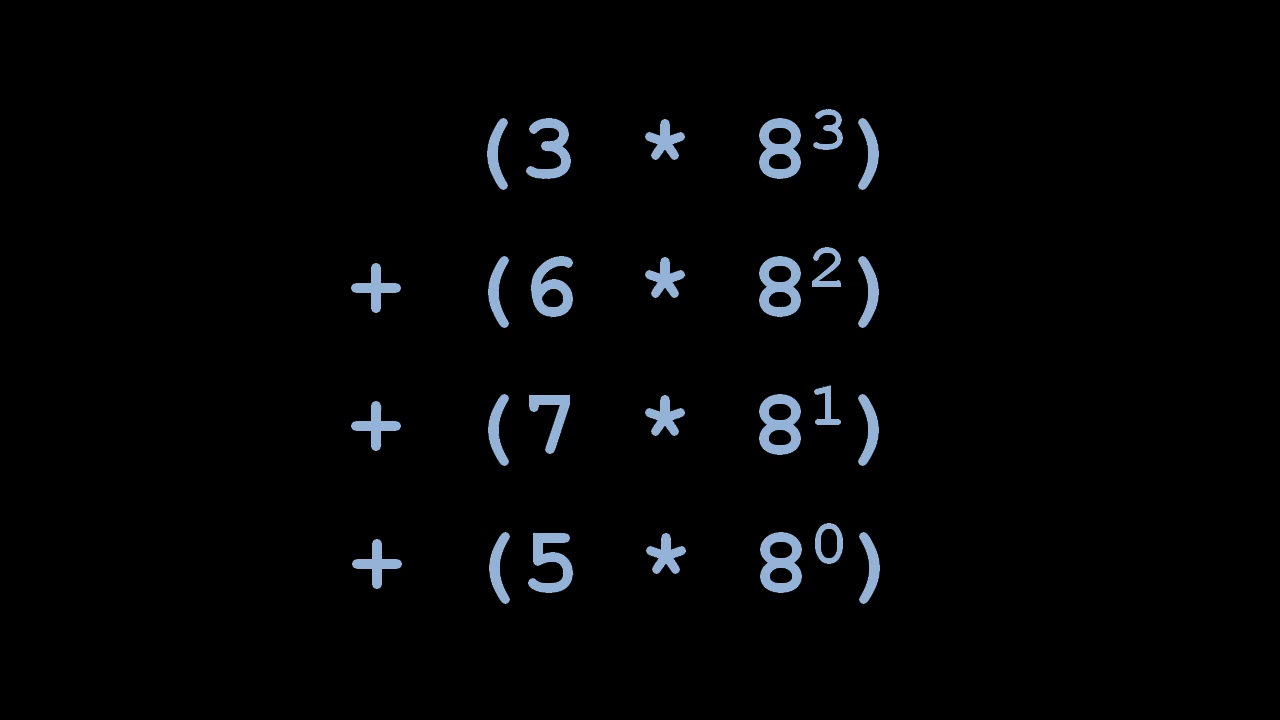 (3 * 8³)
+ (6 * 8²)
+ (7 * 8¹)
+ (5 * 8⁰)